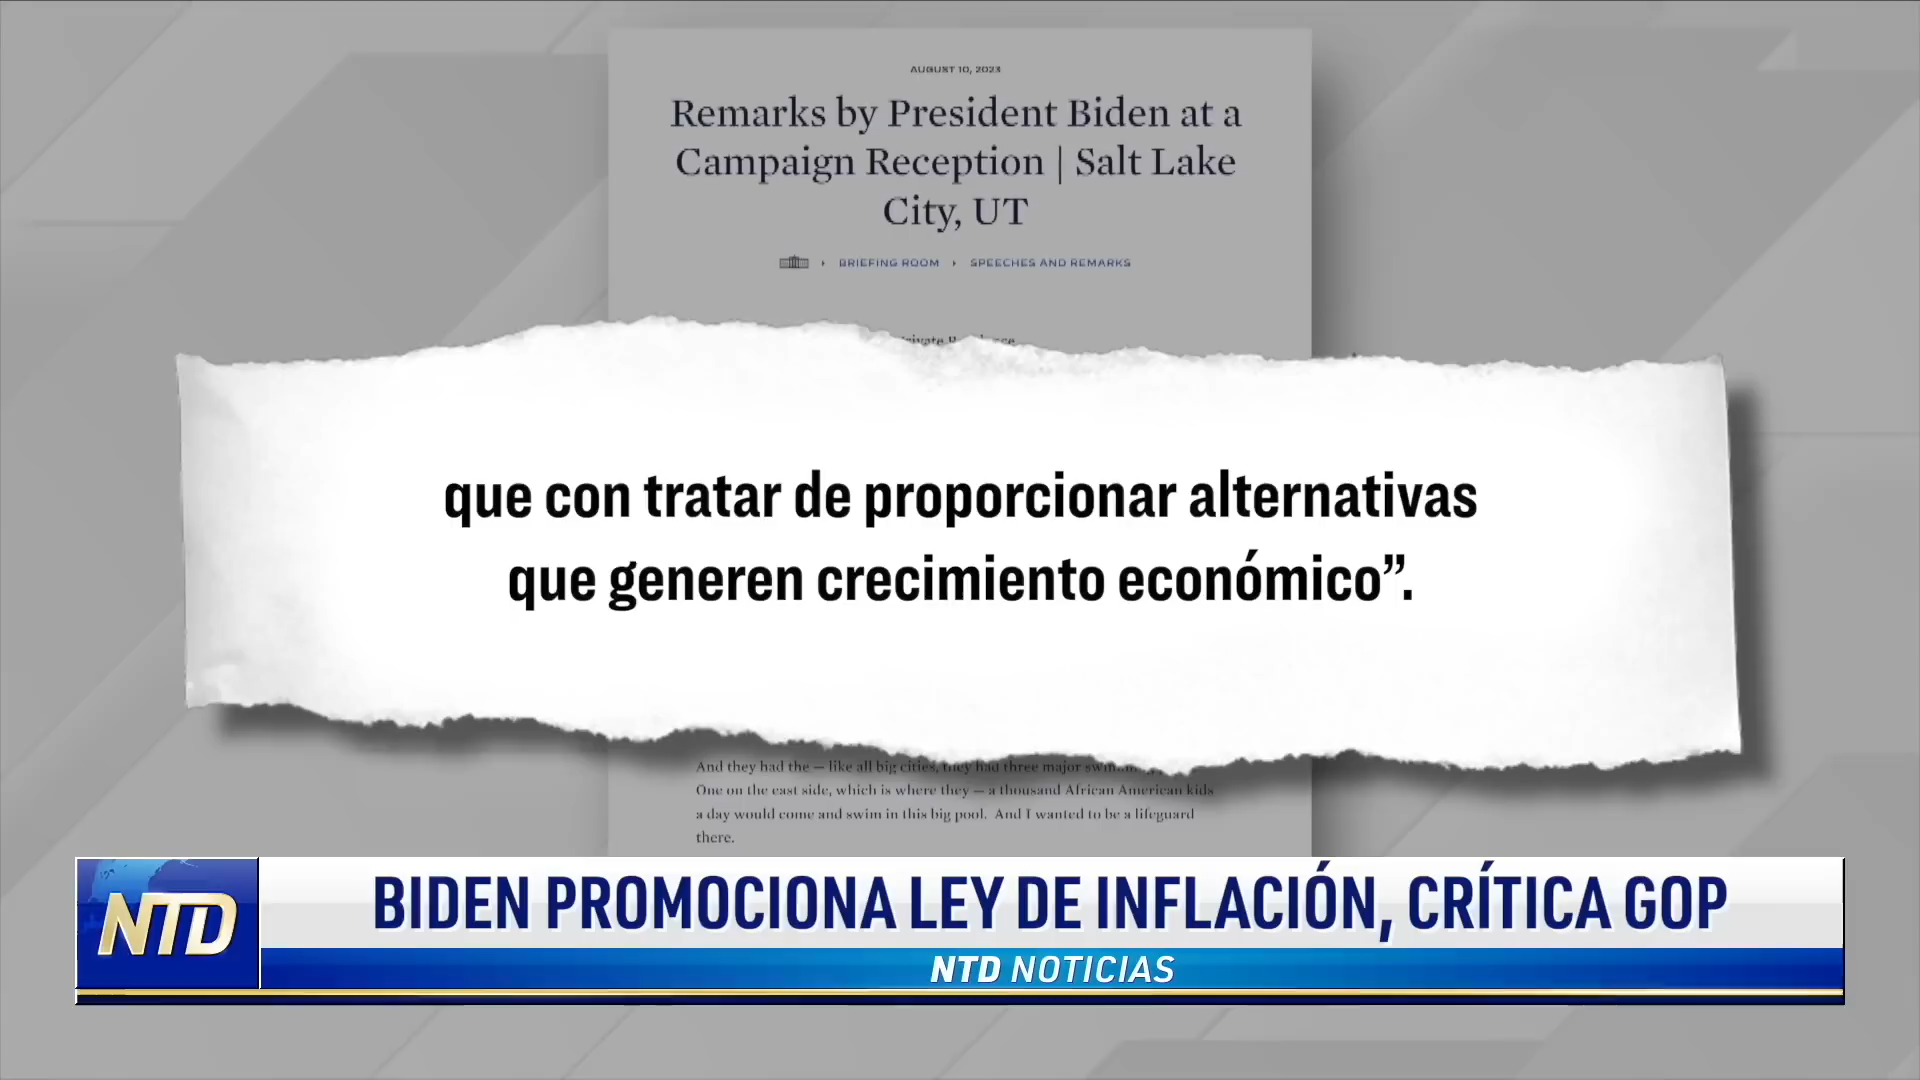 AUGUST 10, 2023
Remarks by President Biden at a
Campaign Reception | Salt Lake
City, UT
BRIEFING ROOM › SPEECHES AND REMARKS
que con tratar de proporcionar alternativas
que generen crecimiento económico”.
And they had the — like all big cities, they had three major
One on the east side, which is where they — a thousand African American kids
a day would come and swim in this big pool. And I wanted to be a lifeguard
there.
NTD
BIDEN PROMOCIONA LEY DE INFLACIÓN, CRÍTICA GOP
NTD NOTICIAS